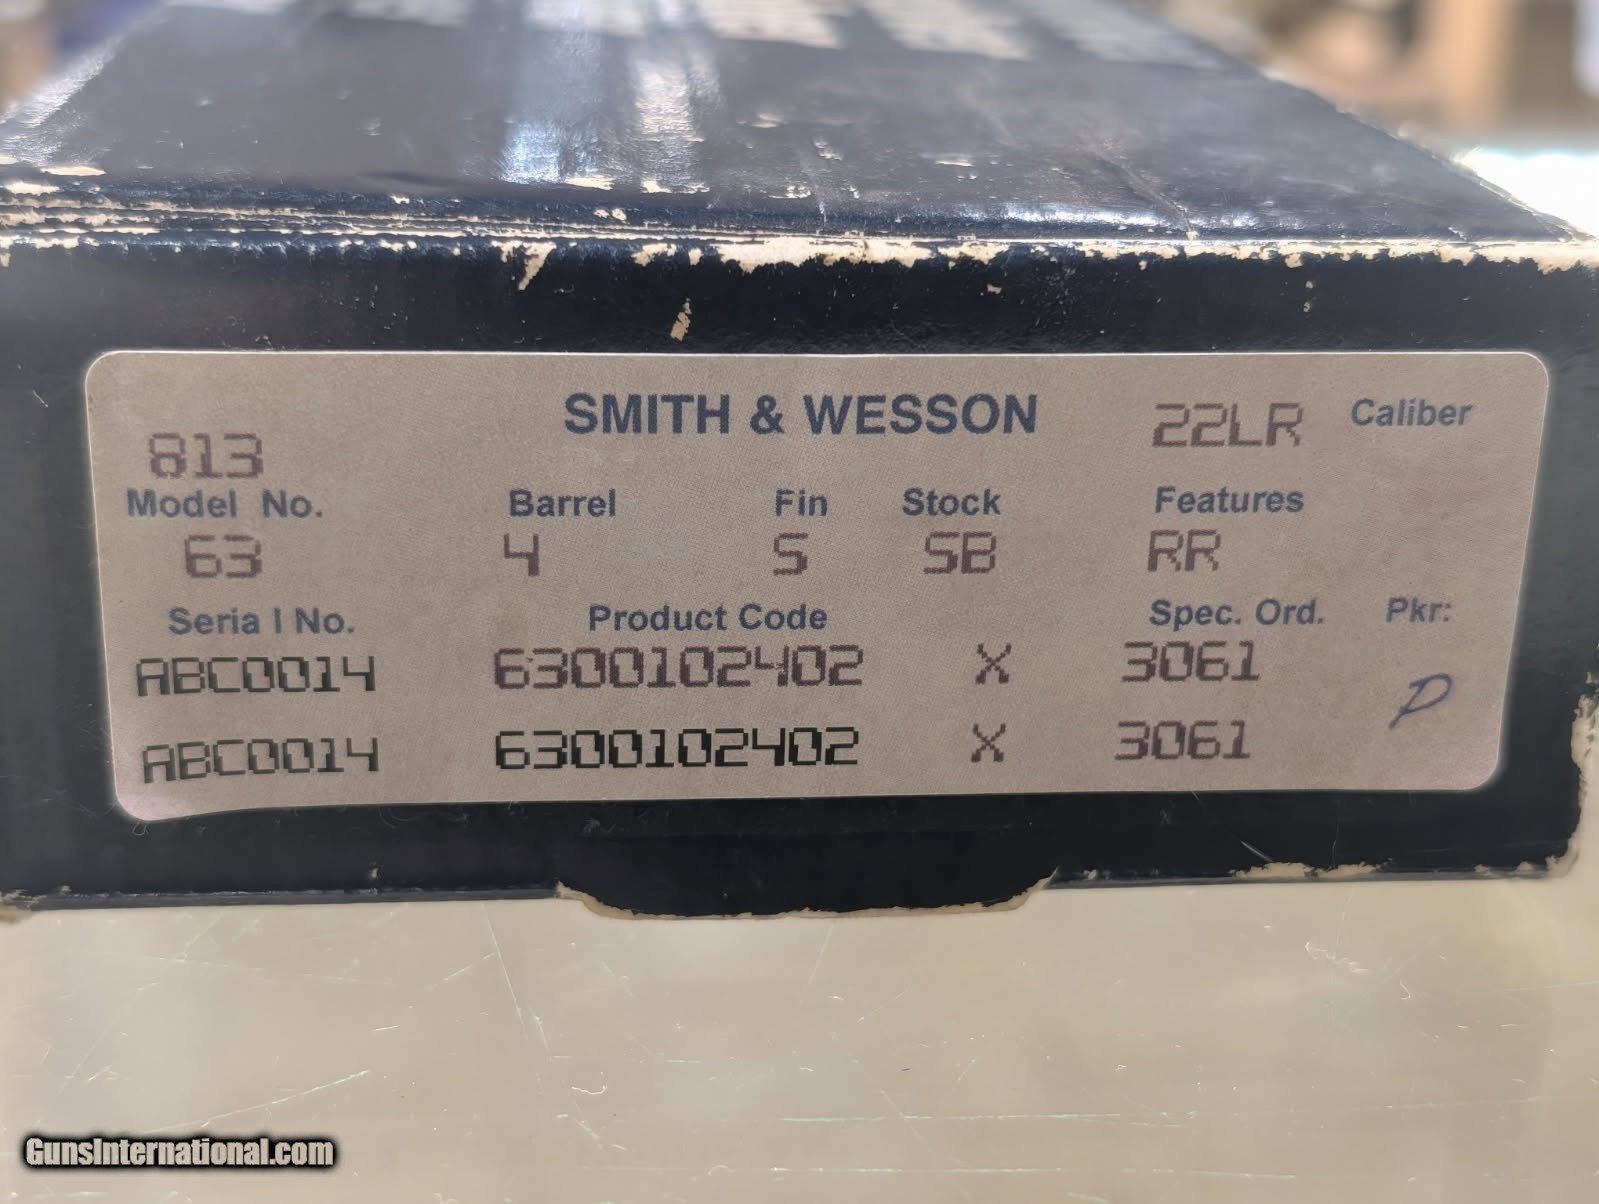 SMITH & WESSON
22LR Caliber
813
Model No. Barrel Fin Stock Features
63 4 S SB RR
Seria l No. Product Code Spec. Ord. Pkr:
ABC0014 6300102402 X 3061
P
ABC0014 6300102402 X 3061
GunsInternational.com